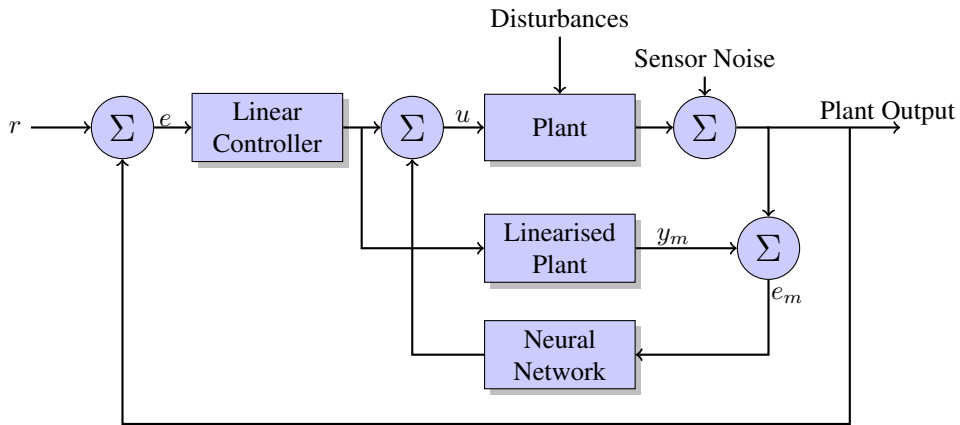 Disturbances
Sensor Noise
r
Σ
e
Linear
Controller
Σ
u
Plant
Σ
Plant Output
Linearised
Plant
y_m
Σ
e_m
Neural
Network